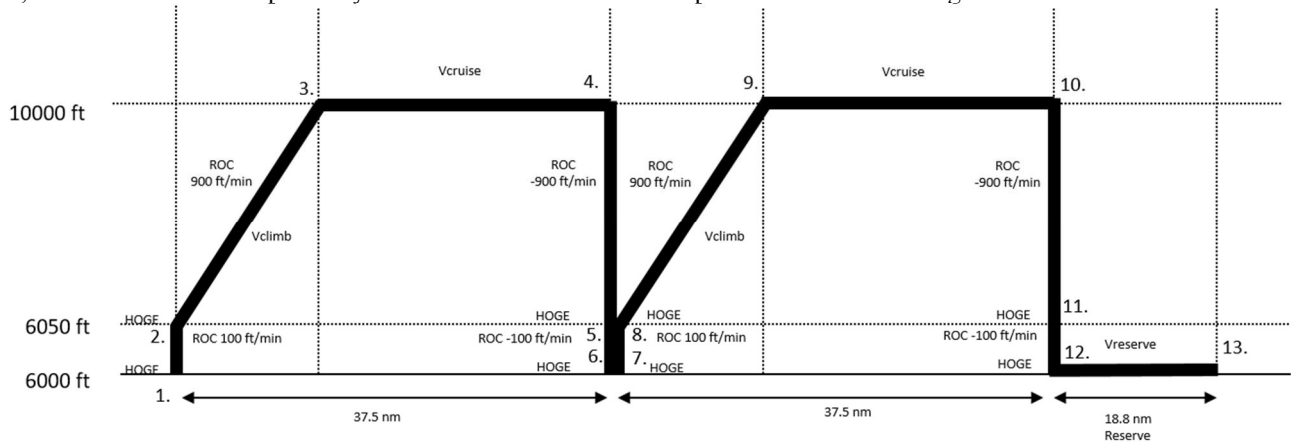 Vcruise
3.
4.
Vcruise
9.
10.
10000 ft
ROC
900 ft/min
ROC
-900 ft/min
ROC
900 ft/min
ROC
-900 ft/min
Vclimb
Vclimb
HOGE
HOGE
HOGE
HOGE
11.
6050 ft
2.
ROC 100 ft/min
ROC -100 ft/min
5.
8.
ROC 100 ft/min
ROC -100 ft/min
6.
7.
12.
Vreserve
13.
6000 ft
HOGE
HOGE
HOGE
HOGE
1.
37.5 nm
37.5 nm
18.8 nm
Reserve